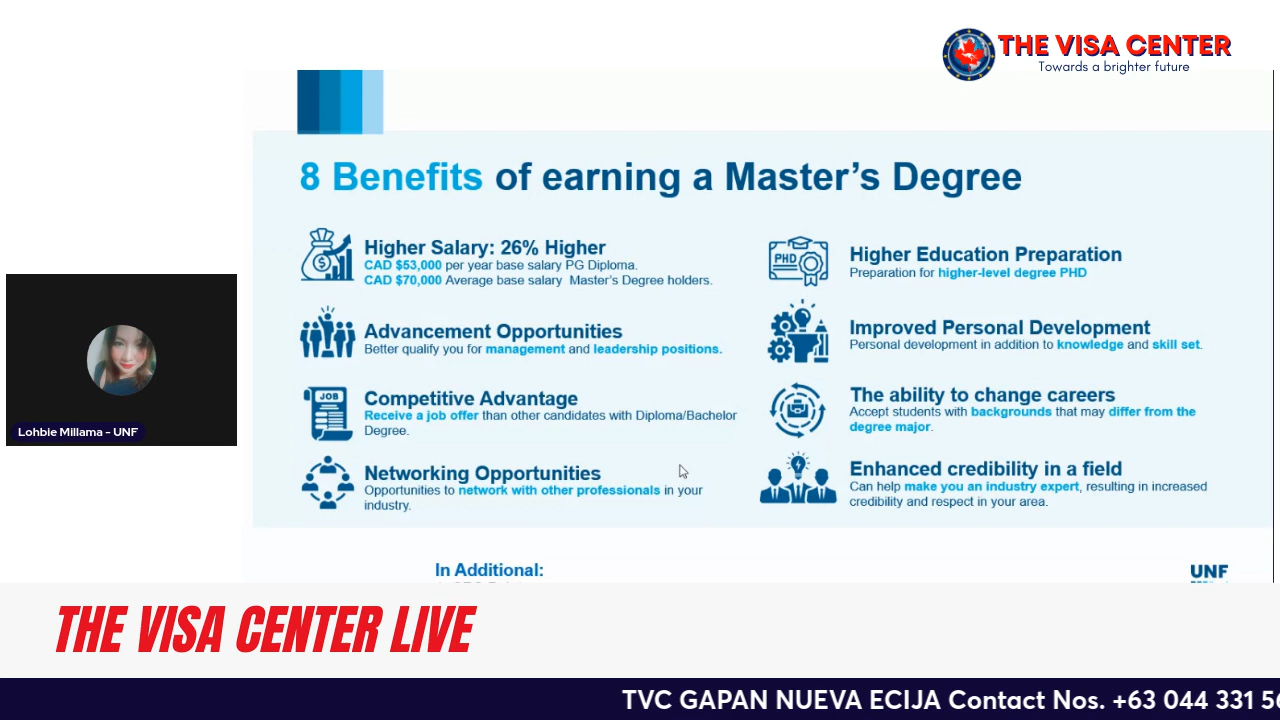 THE VISA CENTER
Towards a brighter future
8 Benefits of earning a Master's Degree
Higher Salary: 26% Higher
CAD $53,000 per year base salary PG Diploma.
CAD $70,000 Average base salary Master's Degree holders.
Advancement Opportunities
Better qualify you for management and leadership positions.
JOB
Competitive Advantage
Receive a job offer than other candidates with Diploma/Bachelor
Degree.
Networking Opportunities
Opportunities to network with other professionals in your
industry.
PHD
Higher Education Preparation
Preparation for higher-level degree PHD
Improved Personal Development
Personal development in addition to knowledge and skill set.
The ability to change careers
Accept students with backgrounds that may differ from the
degree major.
Enhanced credibility in a field
Can help make you an industry expert, resulting in increased
credibility and respect in your area.
Lohbie Millama - UNF
In Additional:
UNF
THE VISA CENTER LIVE
TVC GAPAN NUEVA ECIJA Contact Nos. +63 044 331 5